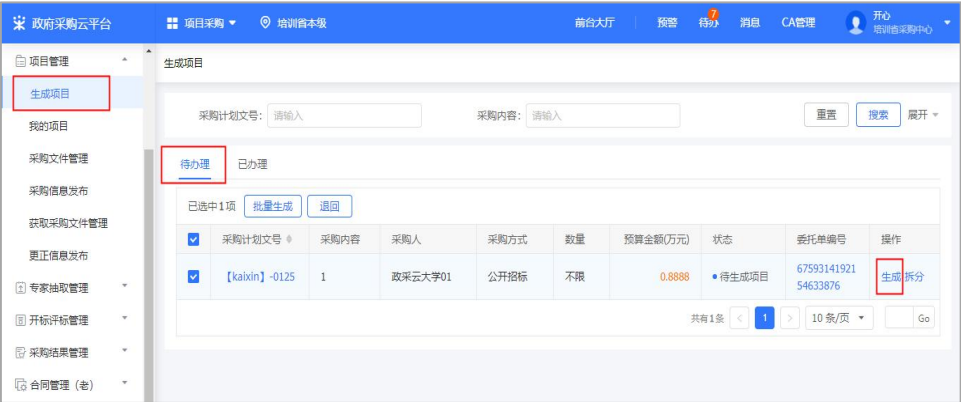 政府采购云平台
项目采购
培训省本级
前台大厅
预警
待办
7
消息
CA管理
开心
培训省采购中心
项目管理
生成项目
我的项目
采购文件管理
采购信息发布
获取采购文件管理
更正信息发布
专家抽取管理
开标评标管理
采购结果管理
合同管理（老）
生成项目
采购计划文号： 请输入
采购内容： 请输入
重置
搜索
展开
待办理
已办理
已选中1项
批量生成
退回
采购计划文号 采购内容 采购人 采购方式 数量 预算金额(万元) 状态 委托单编号 操作
【kaixin】-0125 1 政采云大学01 公开招标 不限 0.8888 待生成项目 67593141921 生成 拆分
54633876
共有1条 < 1 > 10 条/页 Go